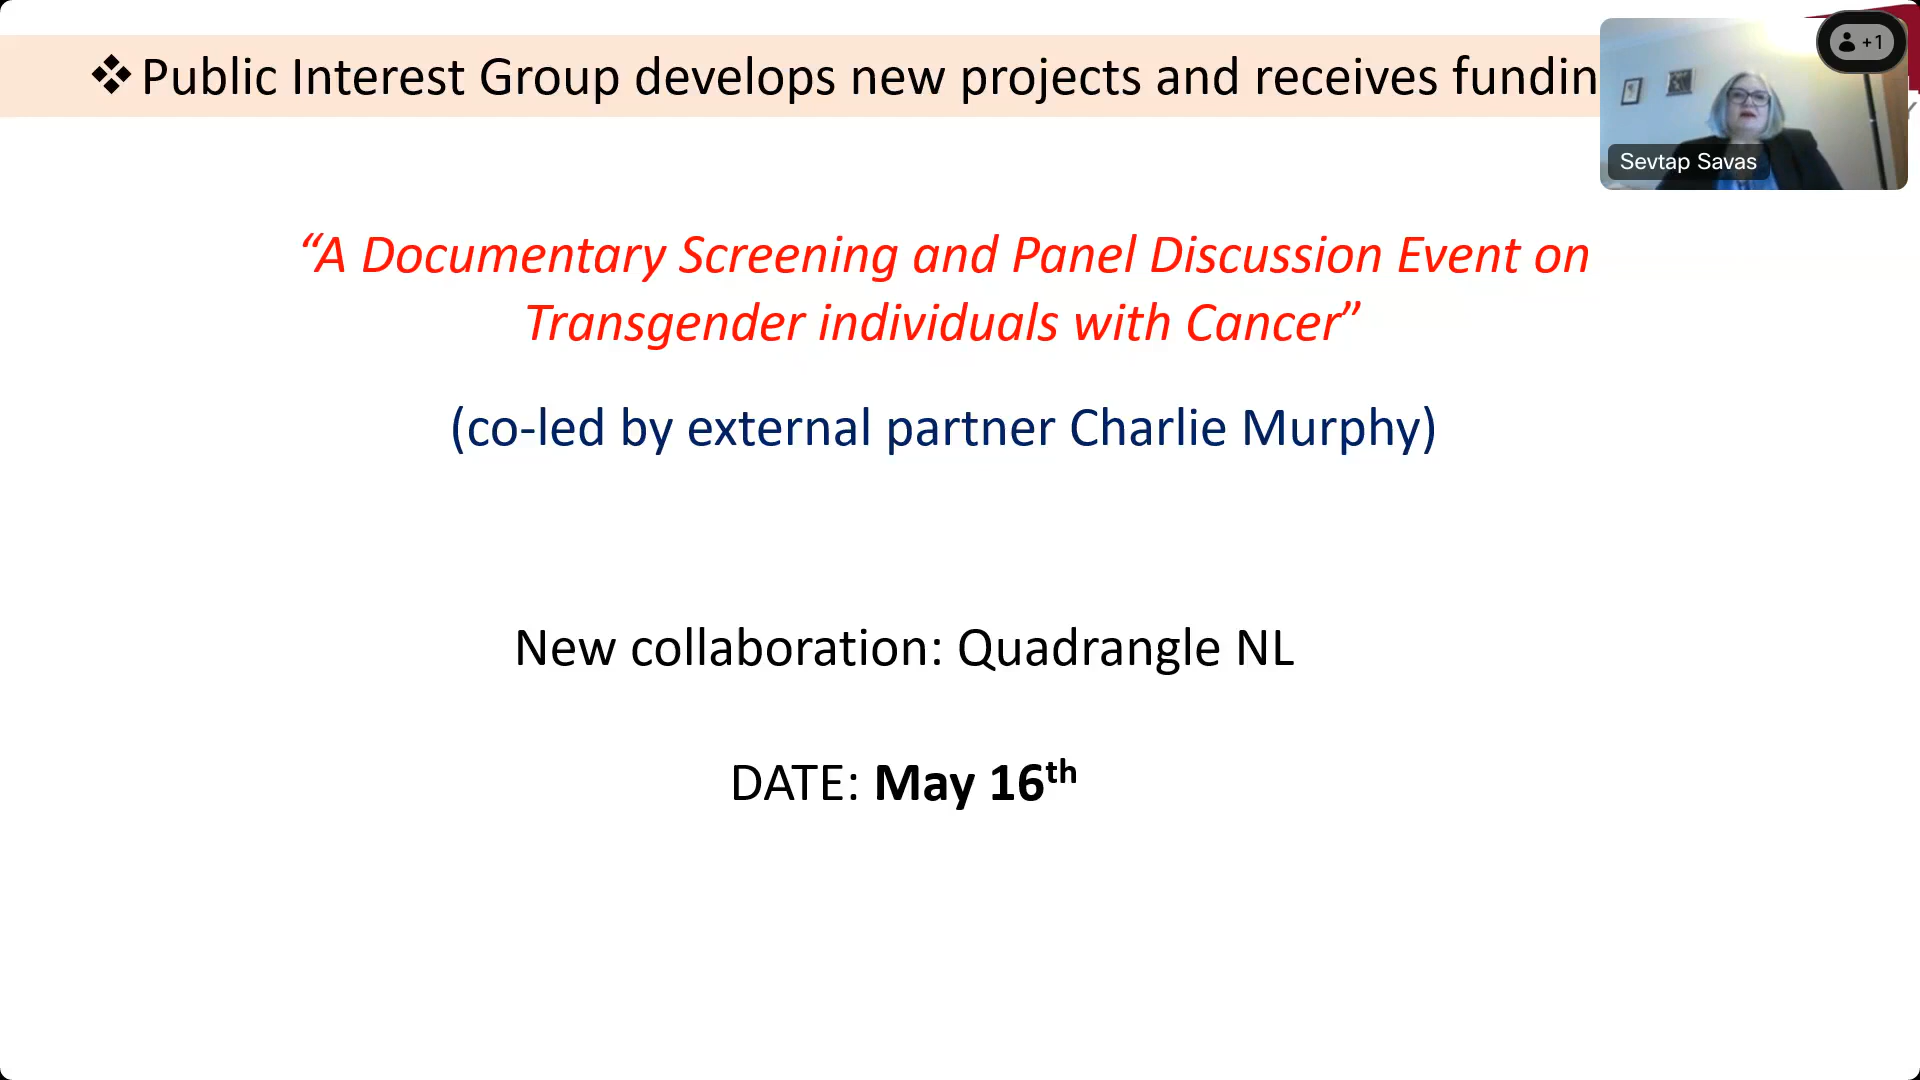 ❖Public Interest Group develops new projects and receives fundin
+1
Sevtap Savas
“A Documentary Screening and Panel Discussion Event on
Transgender individuals with Cancer”
(co-led by external partner Charlie Murphy)
New collaboration: Quadrangle NL
DATE: May 16th